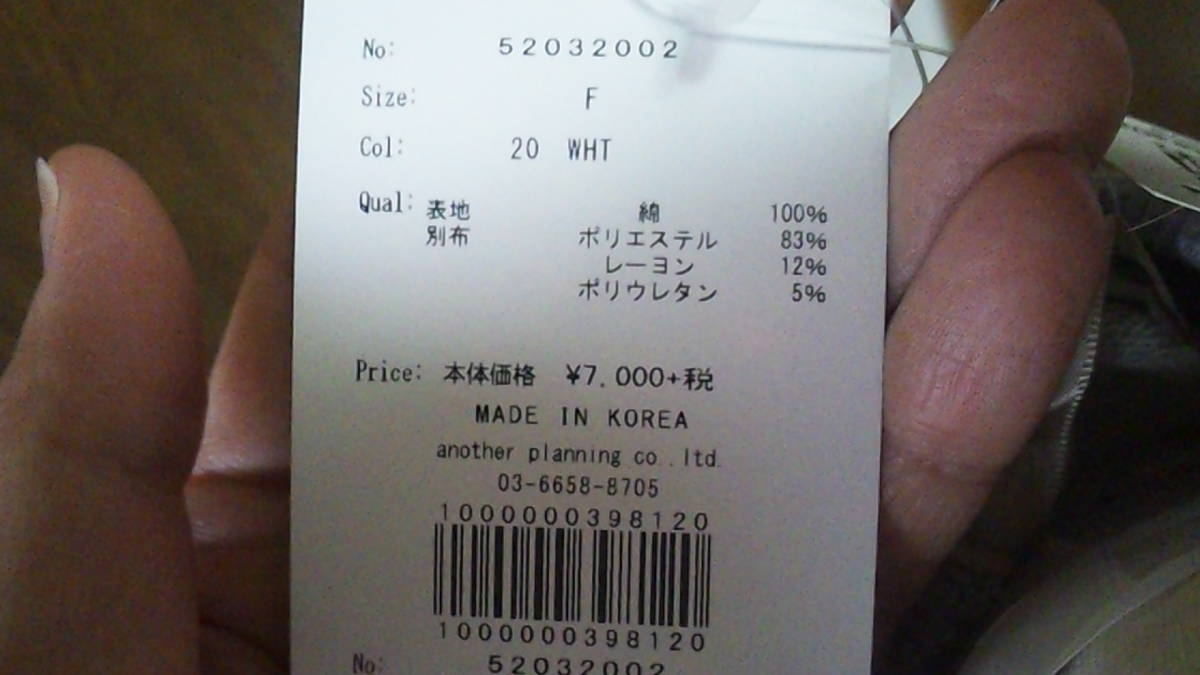 No: 52032002
Size: F
Col: 20 WHT
Qual: 表地 綿 100%
別布 ポリエステル 83%
レーヨン 12%
ポリウレタン 5%
Price: 本体価格 ¥7,000+税
MADE IN KOREA
another planning co.,ltd.
03-6658-8705
1000000398120
1000000398120
No: 52032002